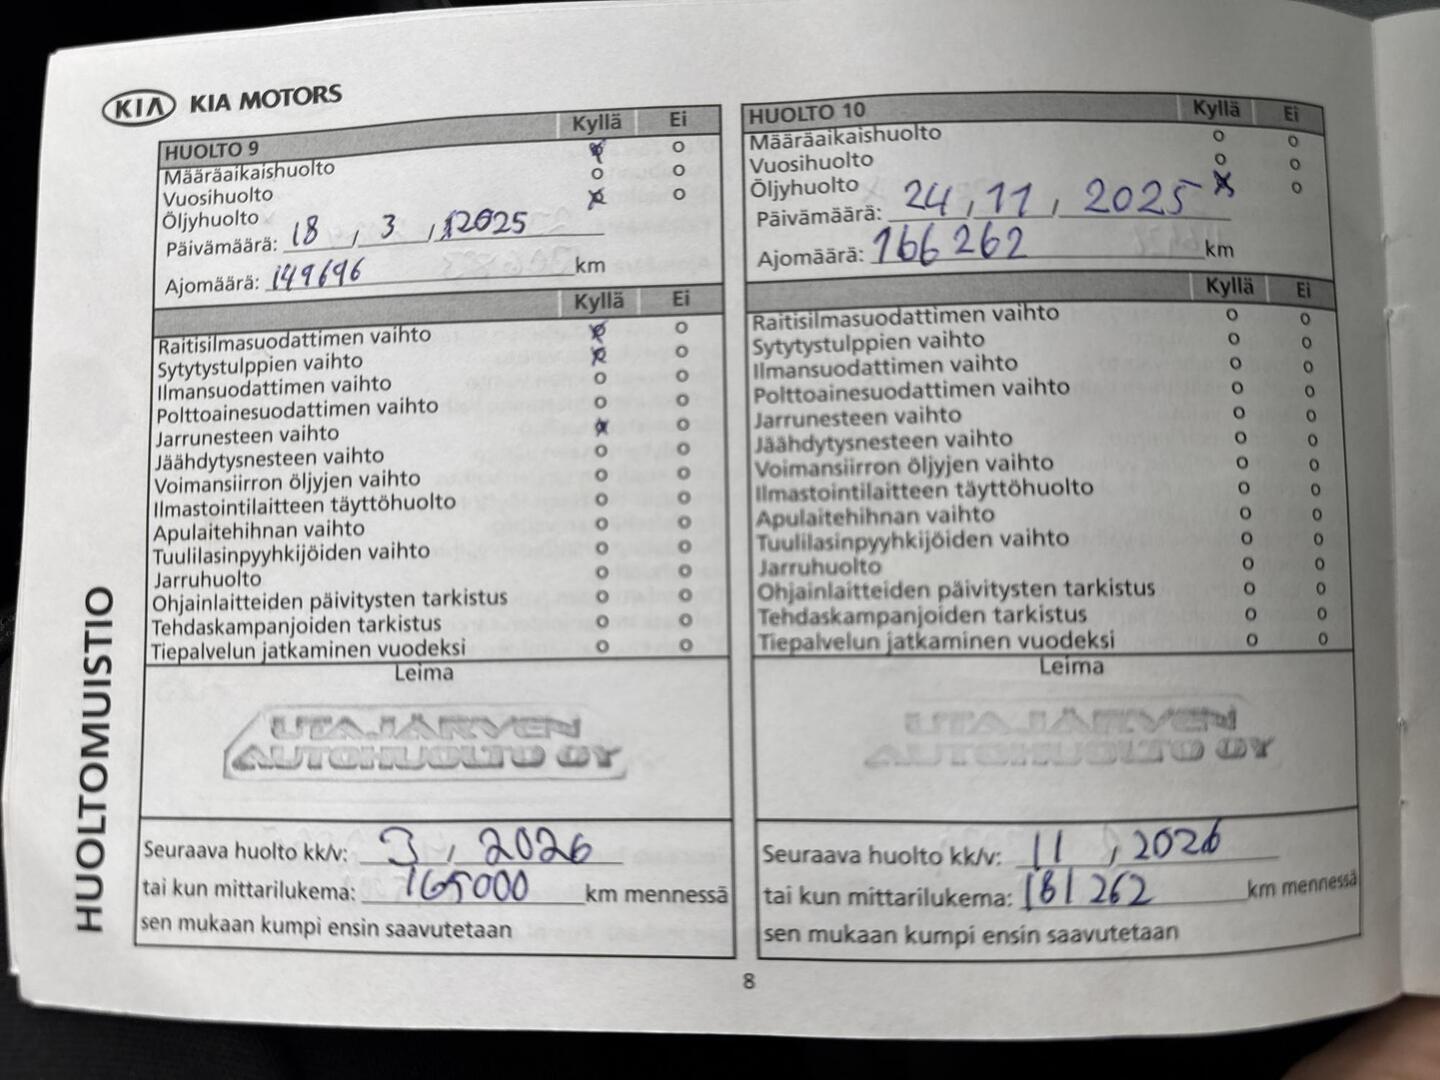 KIA KIA MOTORS
HUOLTOMUISTIO
HUOLTO 9 Kyllä Ei
Määräaikaishuolto
Vuosihuolto
Öljyhuolto
Päivämäärä: 18 , 3 , 2025
Ajomäärä: 149696 km
Kyllä Ei
Raitisilmasuodattimen vaihto
Sytytystulppien vaihto
Ilmansuodattimen vaihto
Polttoainesuodattimen vaihto
Jarrunesteen vaihto
Jäähdytysnesteen vaihto
Voimansiirron öljyjen vaihto
Ilmastointilaitteen täyttöhuolto
Apulaitehihnan vaihto
Tuulilasinpyyhkijöiden vaihto
Jarruhuolto
Ohjainlaitteiden päivitysten tarkistus
Tehdaskampanjoiden tarkistus
Tiepalvelun jatkaminen vuodeksi
Leima
UTAJÄRVEN
AUTOHUOLTO OY
Seuraava huolto kk/v: 3 , 2026
tai kun mittarilukema: 165000 km mennessä
sen mukaan kumpi ensin saavutetaan
HUOLTO 10 Kyllä Ei
Määräaikaishuolto
Vuosihuolto
Öljyhuolto
Päivämäärä: 24 , 11 , 2025
Ajomäärä: 166 262 km
Kyllä Ei
Raitisilmasuodattimen vaihto
Sytytystulppien vaihto
Ilmansuodattimen vaihto
Polttoainesuodattimen vaihto
Jarrunesteen vaihto
Jäähdytysnesteen vaihto
Voimansiirron öljyjen vaihto
Ilmastointilaitteen täyttöhuolto
Apulaitehihnan vaihto
Tuulilasinpyyhkijöiden vaihto
Jarruhuolto
Ohjainlaitteiden päivitysten tarkistus
Tehdaskampanjoiden tarkistus
Tiepalvelun jatkaminen vuodeksi
Leima
UTAJÄRVEN
AUTOHUOLTO OY
Seuraava huolto kk/v: 11 , 2026
tai kun mittarilukema: 181 262 km mennessä
sen mukaan kumpi ensin saavutetaan
8